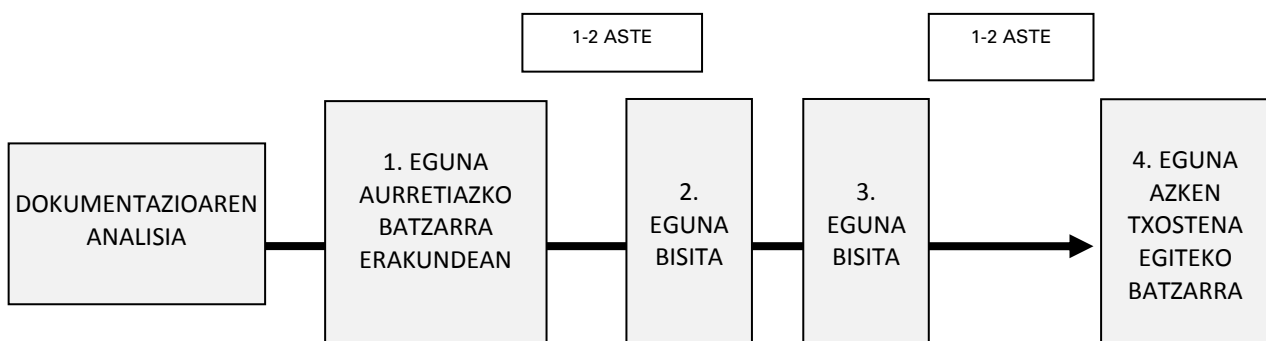 1-2 ASTE
1-2 ASTE
DOKUMENTAZIOAREN
ANALISIA
1. EGUNA
AURRETIAZKO
BATZARRA
ERAKUNDEAN
2.
EGUNA
BISITA
3.
EGUNA
BISITA
4. EGUNA
AZKEN
TXOSTENA
EGITEKO
BATZARRA